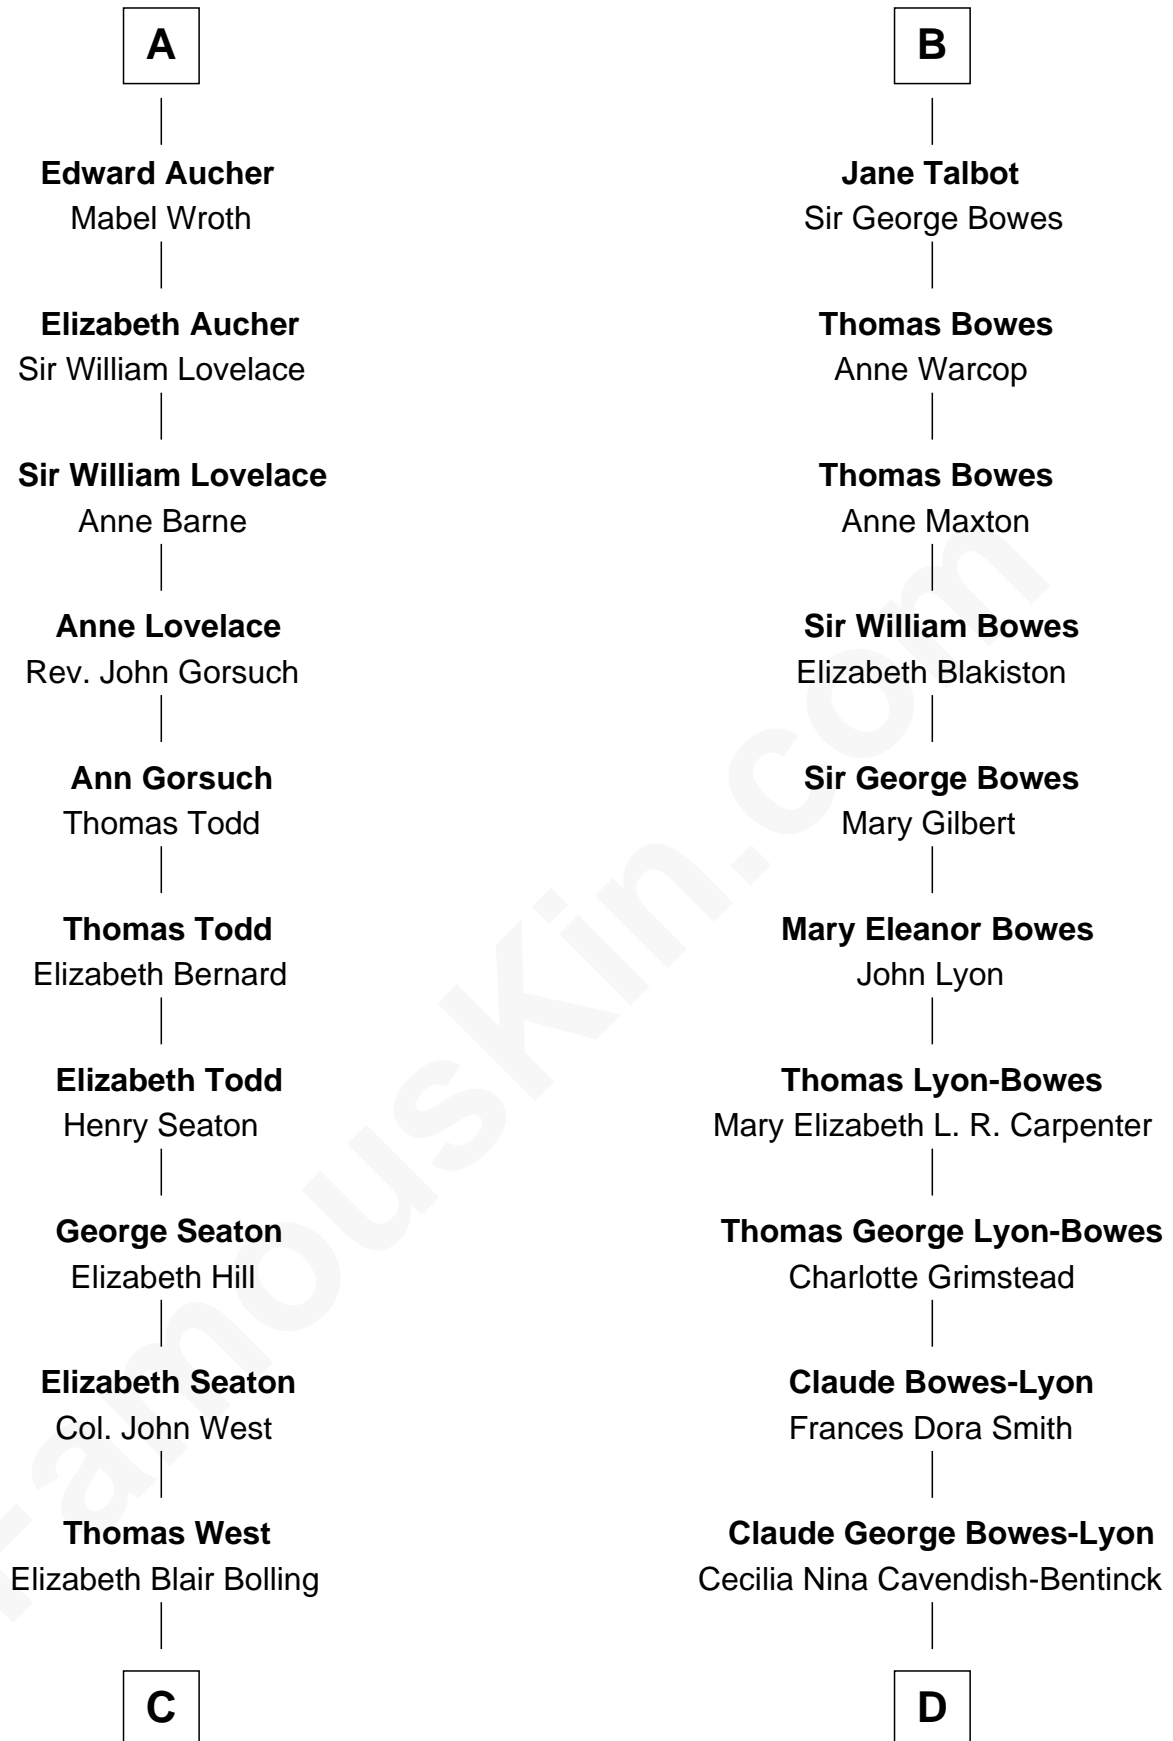 A
Edward Aucher
Mabel Wroth
Elizabeth Aucher
Sir William Lovelace
Sir William Lovelace
Anne Barne
Anne Lovelace
Rev. John Gorsuch
Ann Gorsuch
Thomas Todd
Thomas Todd
Elizabeth Bernard
Elizabeth Todd
Henry Seaton
George Seaton
Elizabeth Hill
Elizabeth Seaton
Col. John West
Thomas West
Elizabeth Blair Bolling
C
B
Jane Talbot
Sir George Bowes
Thomas Bowes
Anne Warcop
Thomas Bowes
Anne Maxton
Sir William Bowes
Elizabeth Blakiston
Sir George Bowes
Mary Gilbert
Mary Eleanor Bowes
John Lyon
Thomas Lyon-Bowes
Mary Elizabeth L. R. Carpenter
Thomas George Lyon-Bowes
Charlotte Grimstead
Claude Bowes-Lyon
Frances Dora Smith
Claude George Bowes-Lyon
Cecilia Nina Cavendish-Bentinck
D
FamousKin.com